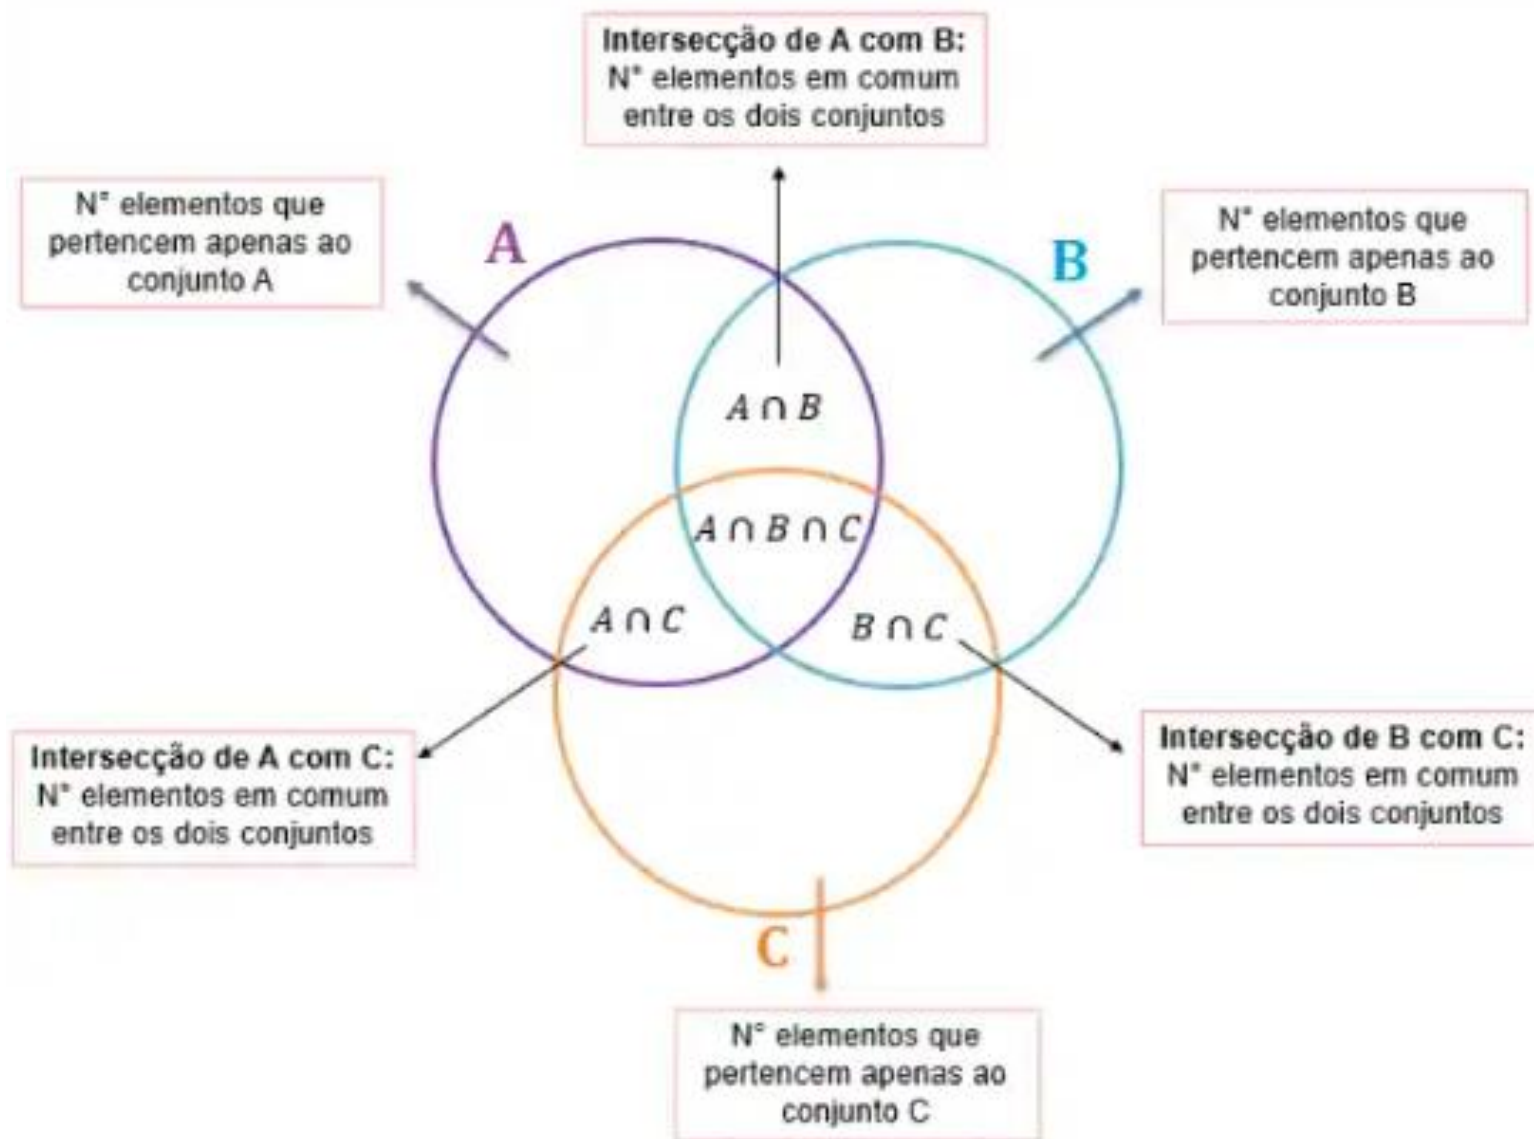 Intersecção de A com B:
N° elementos em comum
entre os dois conjuntos
N° elementos que
pertencem apenas ao
conjunto A
A
B
N° elementos que
pertencem apenas ao
conjunto B
A ∩ B
A ∩ B ∩ C
A ∩ C
B ∩ C
Intersecção de A com C:
N° elementos em comum
entre os dois conjuntos
Intersecção de B com C:
N° elementos em comum
entre os dois conjuntos
C
N° elementos que
pertencem apenas ao
conjunto C